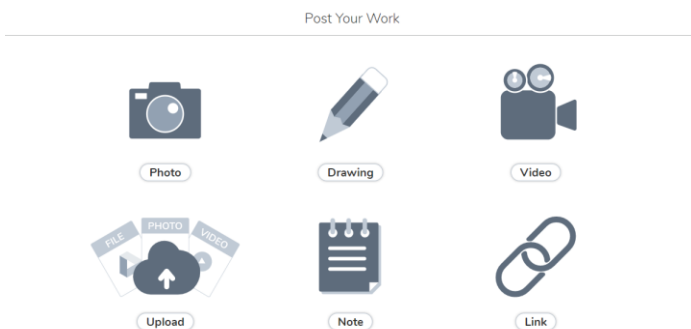 Post Your Work
Photo
Drawing
Video
FILE
PHOTO
VIDEO
Upload
Note
Link